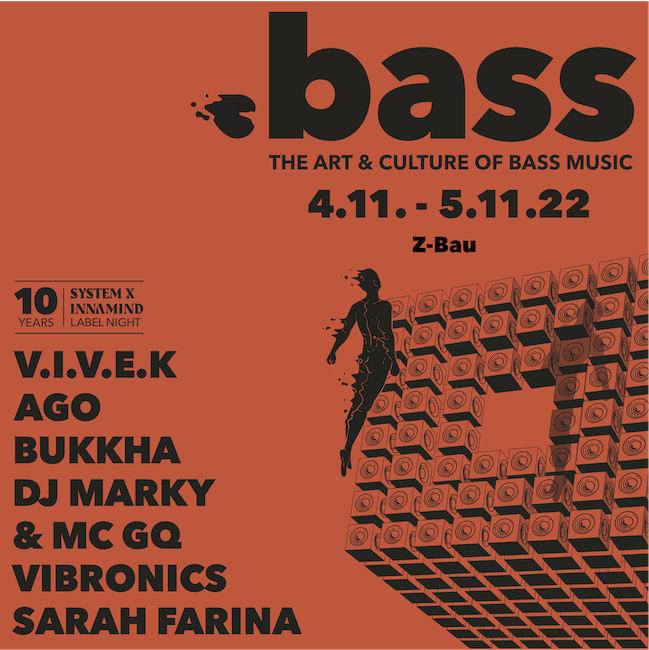 bass
THE ART & CULTURE OF BASS MUSIC
4.11. - 5.11.22
Z-Bau
10 YEARS
SYSTEM X
INNAMIND
LABEL NIGHT
V.I.V.E.K
AGO
BUKKHA
DJ MARKY
& MC GQ
VIBRONICS
SARAH FARINA